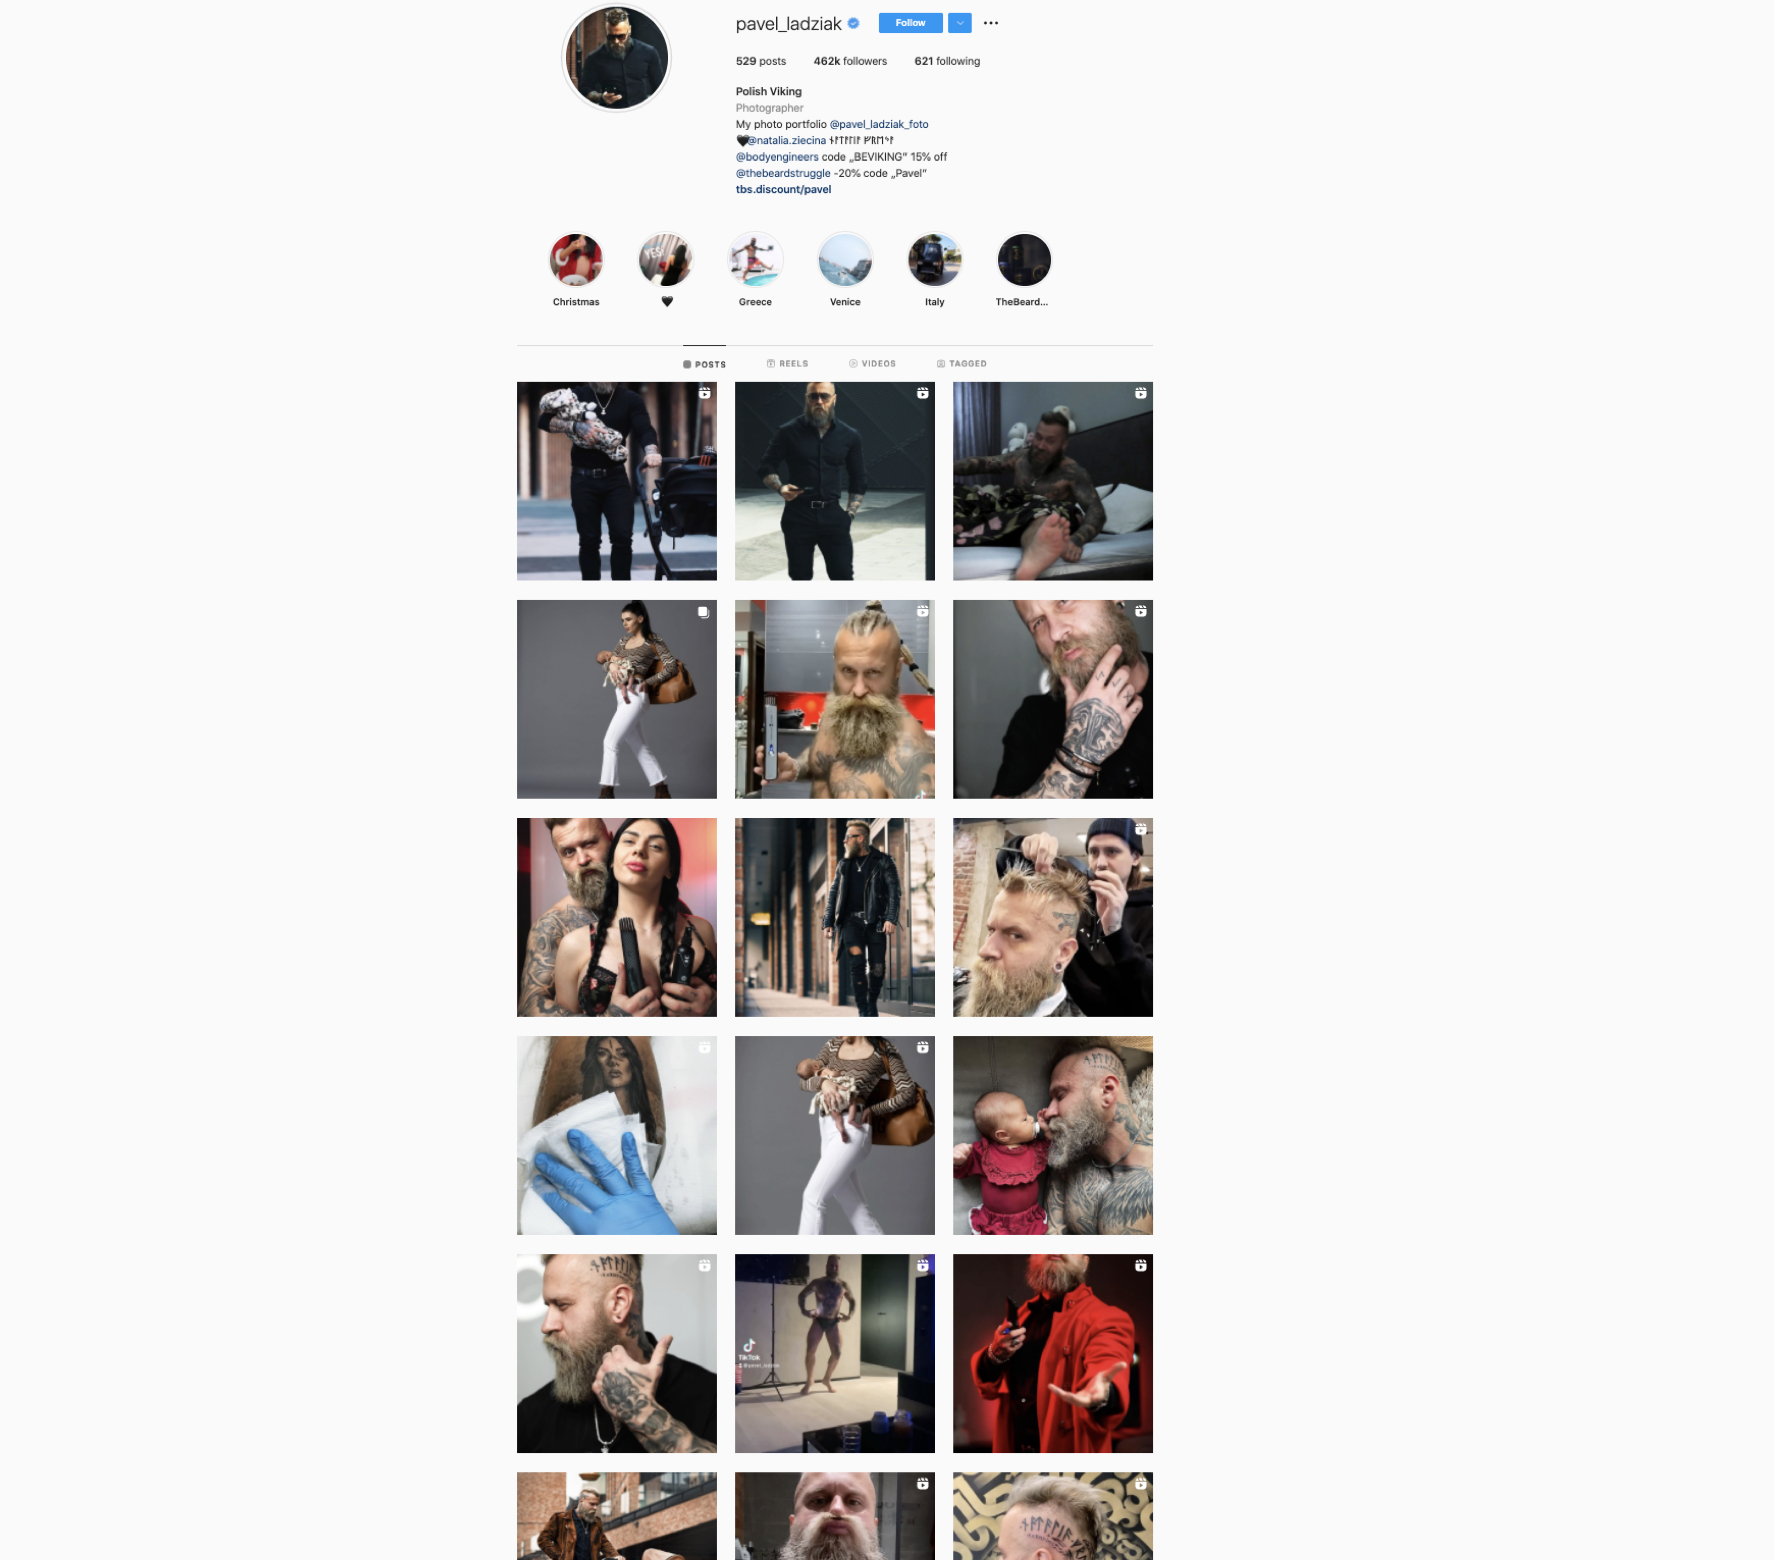 pavel_ladziak
Follow
529 posts 462k followers 621 following
Polish Viking
Photographer
My photo portfolio @pavel_ladziak_foto
🖤@natalia.ziecina
@bodyengineers code „BEVIKING” 15% off
@thebeardstruggle -20% code „Pavel”
tbs.discount/pavel
YES!
Christmas 🖤 Greece Venice Italy TheBeard...
POSTS REELS VIDEOS TAGGED
TikTok